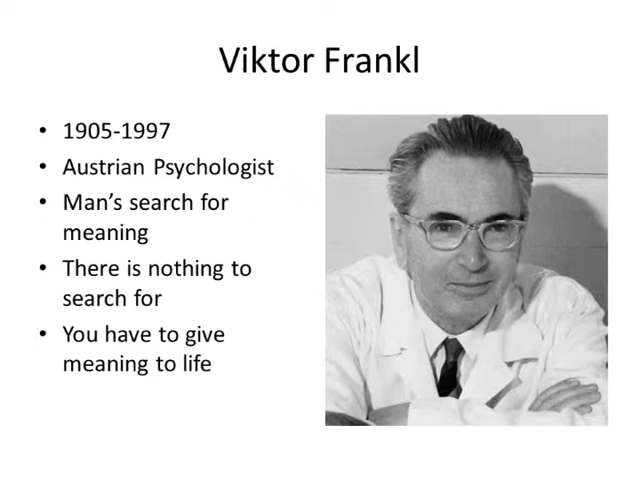 Viktor Frankl
• 1905-1997
• Austrian Psychologist
• Man's search for
meaning
• There is nothing to
search for
• You have to give
meaning to life